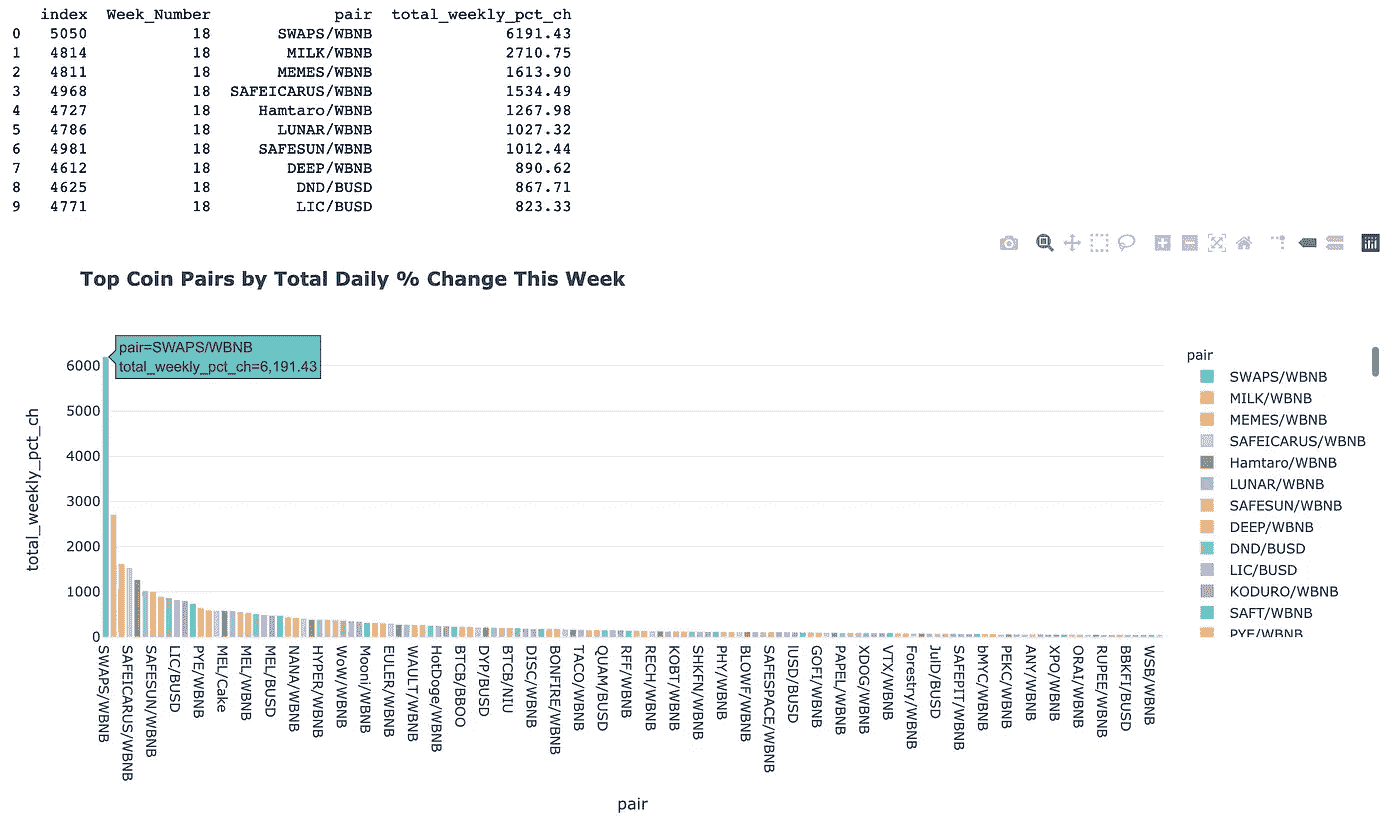 index Week_Number pair total_weekly_pct_ch
0 5050 18 SWAPS/WBNB 6191.43
1 4814 18 MILK/WBNB 2710.75
2 4811 18 MEMES/WBNB 1613.90
3 4968 18 SAFEICARUS/WBNB 1534.49
4 4727 18 Hamtaro/WBNB 1267.98
5 4786 18 LUNAR/WBNB 1027.32
6 4981 18 SAFESUN/WBNB 1012.44
7 4612 18 DEEP/WBNB 890.62
8 4625 18 DND/BUSD 867.71
9 4771 18 LIC/BUSD 823.33
Top Coin Pairs by Total Daily % Change This Week
pair=SWAPS/WBNB
total_weekly_pct_ch=6,191.43
total_weekly_pct_ch
6000
5000
4000
3000
2000
1000
0
SWAPS/WBNB
SAFEICARUS/WBNB
SAFESUN/WBNB
LIC/BUSD
PYE/WBNB
MEL/Cake
MEL/WBNB
MEL/BUSD
NANA/WBNB
HYPER/WBNB
WoW/WBNB
Mooni/WBNB
EULER/WBNB
WAULT/WBNB
HotDoge/WBNB
BTCB/BBOO
DYP/BUSD
BTCB/NIU
DISC/WBNB
BONFIRE/WBNB
TACO/WBNB
QUAM/BUSD
RFF/WBNB
RECH/WBNB
KOBT/WBNB
SHKFN/WBNB
PHY/WBNB
BLOWF/WBNB
SAFESPACE/WBNB
IUSD/BUSD
GOFI/WBNB
PAPEL/WBNB
XDOG/WBNB
VTX/WBNB
Forestry/WBNB
JulD/BUSD
SAFEPIT/WBNB
bMYC/WBNB
PEKC/WBNB
ANY/WBNB
XPO/WBNB
ORAI/WBNB
RUPEE/WBNB
BBKFI/BUSD
WSB/WBNB
pair
pair
SWAPS/WBNB
MILK/WBNB
MEMES/WBNB
SAFEICARUS/WBNB
Hamtaro/WBNB
LUNAR/WBNB
SAFESUN/WBNB
DEEP/WBNB
DND/BUSD
LIC/BUSD
KODURO/WBNB
SAFT/WBNB
PYE/WBNB